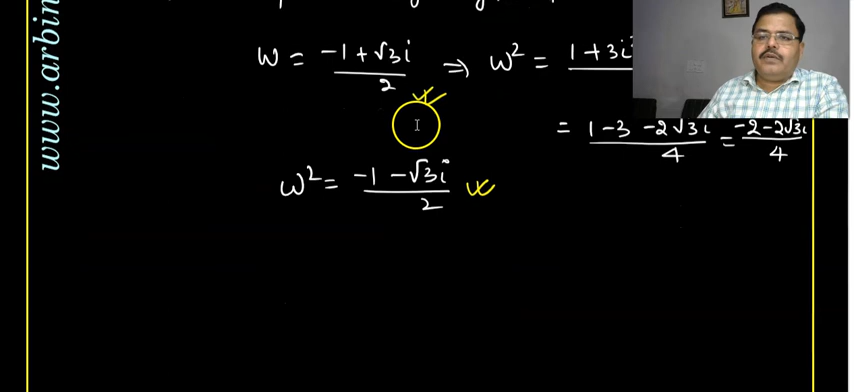 www.arbin
w = -1 + √3i / 2 ⇒ w² = 1 + 3i
= 1 - 3 - 2√3i / 4 = -2 - 2√3i / 4
w² = -1 - √3i / 2